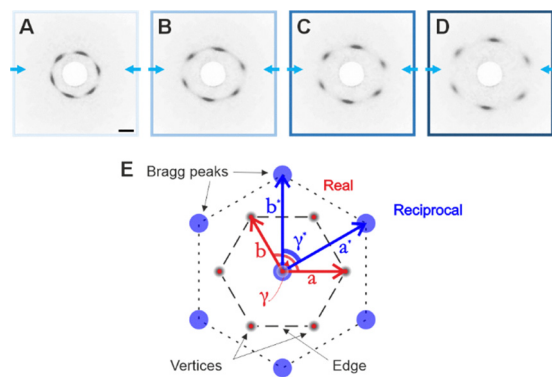 A
B
C
D
E
Bragg peaks
Real
Reciprocal
b*
γ*
a*
b
a
γ
Vertices
Edge